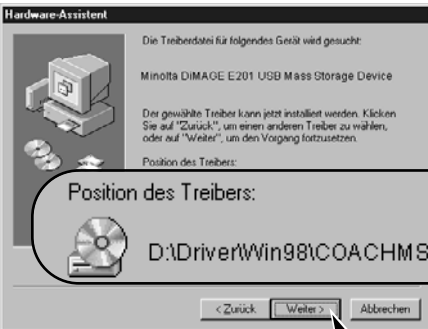 Hardware-Assistent
Die Treiberdatei für folgendes Gerät wird gesucht:
Minolta DiMAGE E201 USB Mass Storage Device
Der gewählte Treiber kann jetzt installiert werden. Klicken
Sie auf "Zurück", um einen anderen Treiber zu wählen,
oder auf "Weiter", um den Vorgang fortzusetzen.
Position des Treibers:
Position des Treibers:
D:\Driver\Win98\COACHMS
< Zurück
Weiter >
Abbrechen